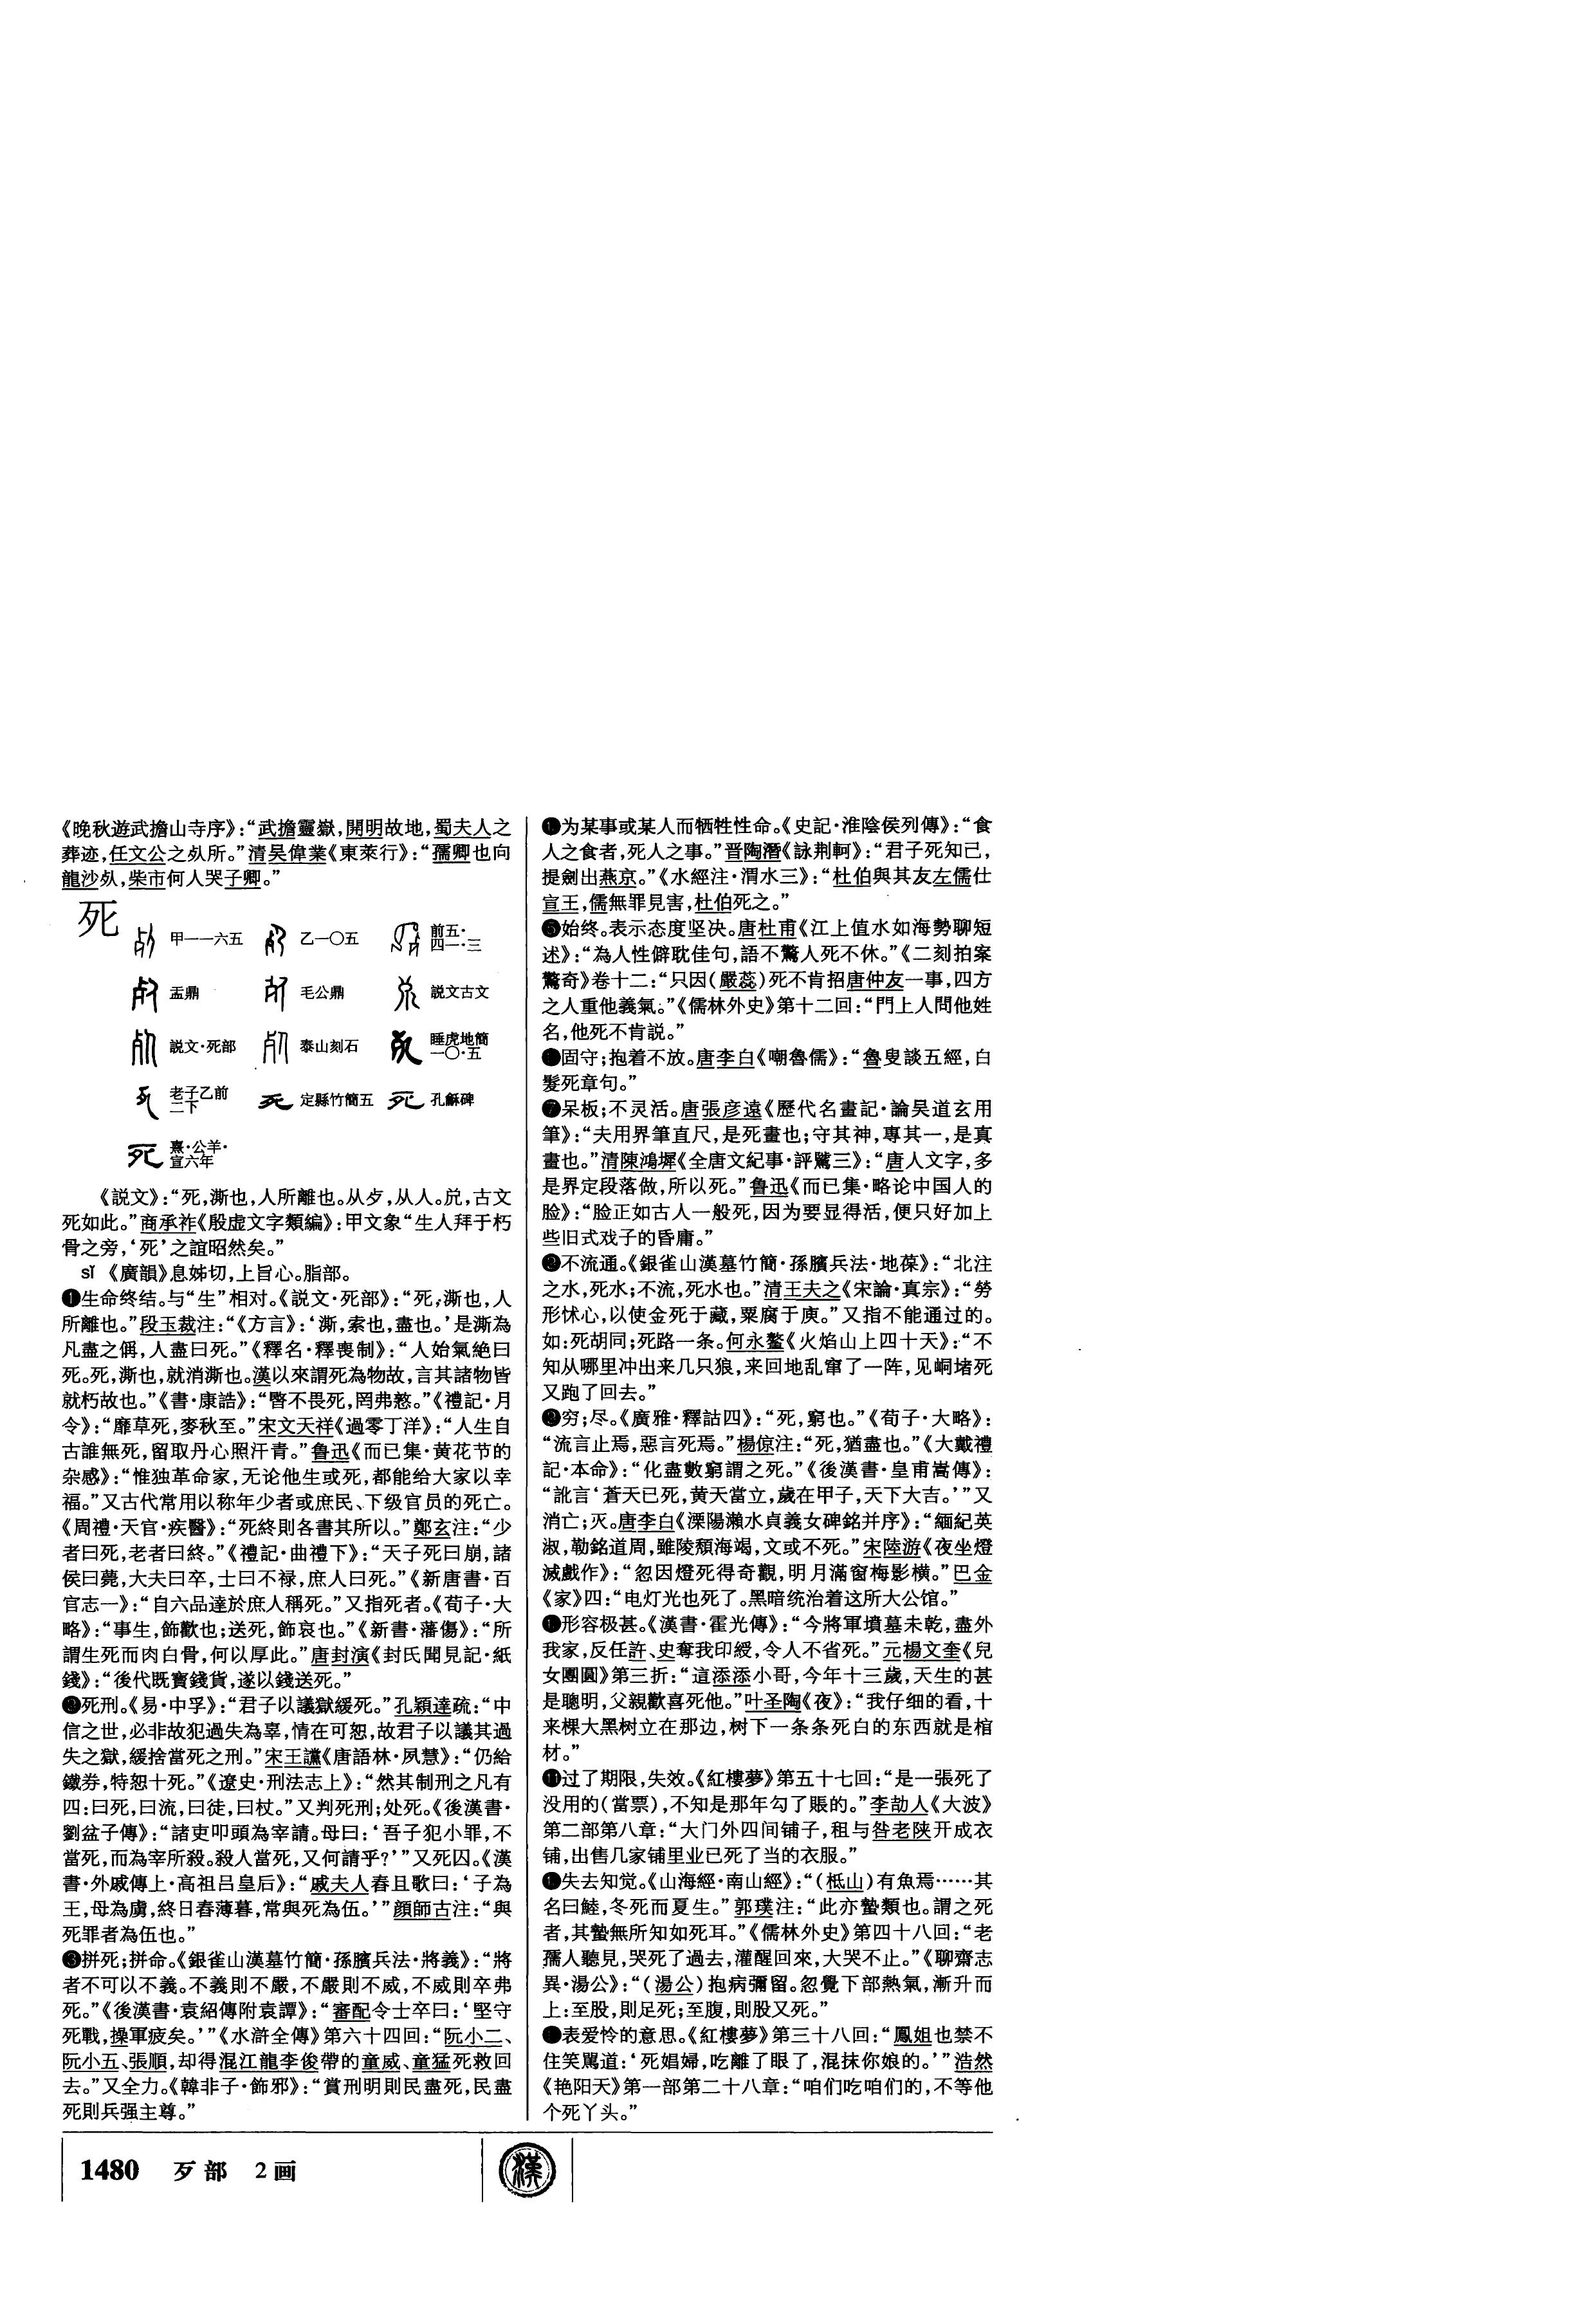 《晚秋遊武擔山寺序》:“武擔靈嶽,開明故地,蜀夫人之
葬迹,任文公之死所。”清吴偉業《東萊行》:“孺卿也向
龍沙死,柴市何人哭子卿。”
死
甲一一六五 乙一〇五 前五·四一·三
盂鼎 毛公鼎 説文古文
説文·死部 泰山刻石 睡虎地簡一〇·五
老子乙前二下 定縣竹簡五 孔龢碑
熹·公羊·宣六年
《説文》:“死,澌也,人所離也。从歺,从人。兇,古文
死如此。”商承祚《殷虚文字類編》:甲文象“生人拜于朽
骨之旁,‘死’之誼昭然矣。”
sǐ 《廣韻》息姊切,上旨心。脂部。
❶生命终结。与“生”相对。《説文·死部》:“死,澌也,人
所離也。”段玉裁注:“《方言》:‘澌,索也,盡也。’是澌為
凡盡之偁,人盡曰死。”《釋名·釋喪制》:“人始氣絶曰
死。死,澌也,就消澌也。漢以來謂死為物故,言其諸物皆
就朽故也。”《書·康誥》:“暋不畏死,罔弗憝。”《禮記·月
令》:“靡草死,麥秋至。”宋文天祥《過零丁洋》:“人生自
古誰無死,留取丹心照汗青。”鲁迅《而已集·黄花节的
杂感》:“惟独革命家,无论他生或死,都能给大家以幸
福。”又古代常用以称年少者或庶民、下级官员的死亡。
《周禮·天官·疾醫》:“死終則各書其所以。”鄭玄注:“少
者曰死,老者曰終。”《禮記·曲禮下》:“天子死曰崩,諸
侯曰薨,大夫曰卒,士曰不禄,庶人曰死。”《新唐書·百
官志一》:“自六品達於庶人稱死。”又指死者。《荀子·大
略》:“事生,飾歡也;送死,飾哀也。”《新書·藩傷》:“所
謂生死而肉白骨,何以厚此。”唐封演《封氏聞見記·紙
錢》:“後代既寶錢貨,遂以錢送死。”
❷死刑。《易·中孚》:“君子以議獄緩死。”孔穎達疏:“中
信之世,必非故犯過失為辜,情在可恕,故君子以議其過
失之獄,緩捨當死之刑。”宋王讜《唐語林·夙慧》:“仍給
鐵券,特恕十死。”《遼史·刑法志上》:“然其制刑之凡有
四:曰死,曰流,曰徒,曰杖。”又判死刑;处死。《後漢書·
劉盆子傳》:“諸吏叩頭為宰請。母曰:‘吾子犯小罪,不
當死,而為宰所殺。殺人當死,又何請乎?’”又死囚。《漢
書·外戚傳上·高祖吕皇后》:“戚夫人舂且歌曰:‘子為
王,母為虜,終日舂薄暮,常與死為伍。’”顔師古注:“與
死罪者為伍也。”
❸拼死;拼命。《銀雀山漢墓竹簡·孫臏兵法·將義》:“將
者不可以不義。不義則不嚴,不嚴則不威,不威則卒弗
死。”《後漢書·袁紹傳附袁譚》:“審配令士卒曰:‘堅守
死戰,操軍疲矣。’”《水滸全傳》第六十四回:“阮小二、
阮小五、張順,却得混江龍李俊帶的童威、童猛死救回
去。”又全力。《韓非子·飾邪》:“賞刑明則民盡死,民盡
死則兵强主尊。”
❹为某事或某人而牺牲性命。《史記·淮陰侯列傳》:“食
人之食者,死人之事。”晋陶潛《詠荆軻》:“君子死知已,
提劍出燕京。”《水經注·渭水三》:“杜伯與其友左儒仕
宣王,儒無罪見害,杜伯死之。”
❺始终。表示态度坚决。唐杜甫《江上值水如海勢聊短
述》:“為人性僻耽佳句,語不驚人死不休。”《二刻拍案
驚奇》卷十二:“只因(嚴蕊)死不肯招唐仲友一事,四方
之人重他義氣。”《儒林外史》第十二回:“門上人問他姓
名,他死不肯説。”
❻固守;抱着不放。唐李白《嘲魯儒》:“魯叟談五經,白
髮死章句。”
❼呆板;不灵活。唐張彦遠《歷代名畫記·論吴道玄用
筆》:“夫用界筆直尺,是死畫也;守其神,專其一,是真
畫也。”清陳鴻墀《全唐文紀事·評騭三》:“唐人文字,多
是界定段落做,所以死。”鲁迅《而已集·略论中国人的
脸》:“脸正如古人一般死,因为要显得活,便只好加上
些旧式戏子的昏庸。”
❽不流通。《銀雀山漢墓竹簡·孫臏兵法·地葆》:“北注
之水,死水;不流,死水也。”清王夫之《宋論·真宗》:“勞
形怵心,以使金死于藏,粟腐于庾。”又指不能通过的。
如:死胡同;死路一条。何永鳌《火焰山上四十天》:“不
知从哪里冲出来几只狼,来回地乱窜了一阵,见峒堵死
又跑了回去。”
❾穷;尽。《廣雅·釋詁四》:“死,窮也。”《荀子·大略》:
“流言止焉,惡言死焉。”楊倞注:“死,猶盡也。”《大戴禮
記·本命》:“化盡數窮謂之死。”《後漢書·皇甫嵩傳》:
“訛言‘蒼天已死,黄天當立,歲在甲子,天下大吉。’”又
消亡;灭。唐李白《溧陽瀨水貞義女碑銘并序》:“緬紀英
淑,勒銘道周,雖陵頽海竭,文或不死。”宋陸游《夜坐燈
滅戲作》:“忽因燈死得奇觀,明月滿窗梅影横。”巴金
《家》四:“电灯光也死了。黑暗统治着这所大公馆。”
❿形容极甚。《漢書·霍光傳》:“今將軍墳墓未乾,盡外
我家,反任許、史奪我印綬,令人不省死。”元楊文奎《兒
女團圓》第三折:“這添添小哥,今年十三歲,天生的甚
是聰明,父親歡喜死他。”叶圣陶《夜》:“我仔细的看,十
来棵大黑树立在那边,树下一条条死白的东西就是棺
材。”
⓫过了期限,失效。《紅樓夢》第五十七回:“是一張死了
没用的(當票),不知是那年勾了賬的。”李劼人《大波》
第二部第八章:“大门外四间铺子,租与昝老陕开成衣
铺,出售几家铺里业已死了当的衣服。”
⓬失去知觉。《山海經·南山經》:“(柢山)有魚焉……其
名曰鯥,冬死而夏生。”郭璞注:“此亦蟄類也。謂之死
者,其蟄無所知如死耳。”《儒林外史》第四十八回:“老
孺人聽見,哭死了過去,灌醒回來,大哭不止。”《聊齋志
異·湯公》:“(湯公)抱病彌留。忽覺下部熱氣,漸升而
上:至股,則足死;至腹,則股又死。”
⓭表爱怜的意思。《紅樓夢》第三十八回:“鳳姐也禁不
住笑駡道:‘死娼婦,吃離了眼了,混抹你娘的。’”浩然
《艳阳天》第一部第二十八章:“咱们吃咱们的,不等他
个死丫头。”
1480 歹部 2画
漢